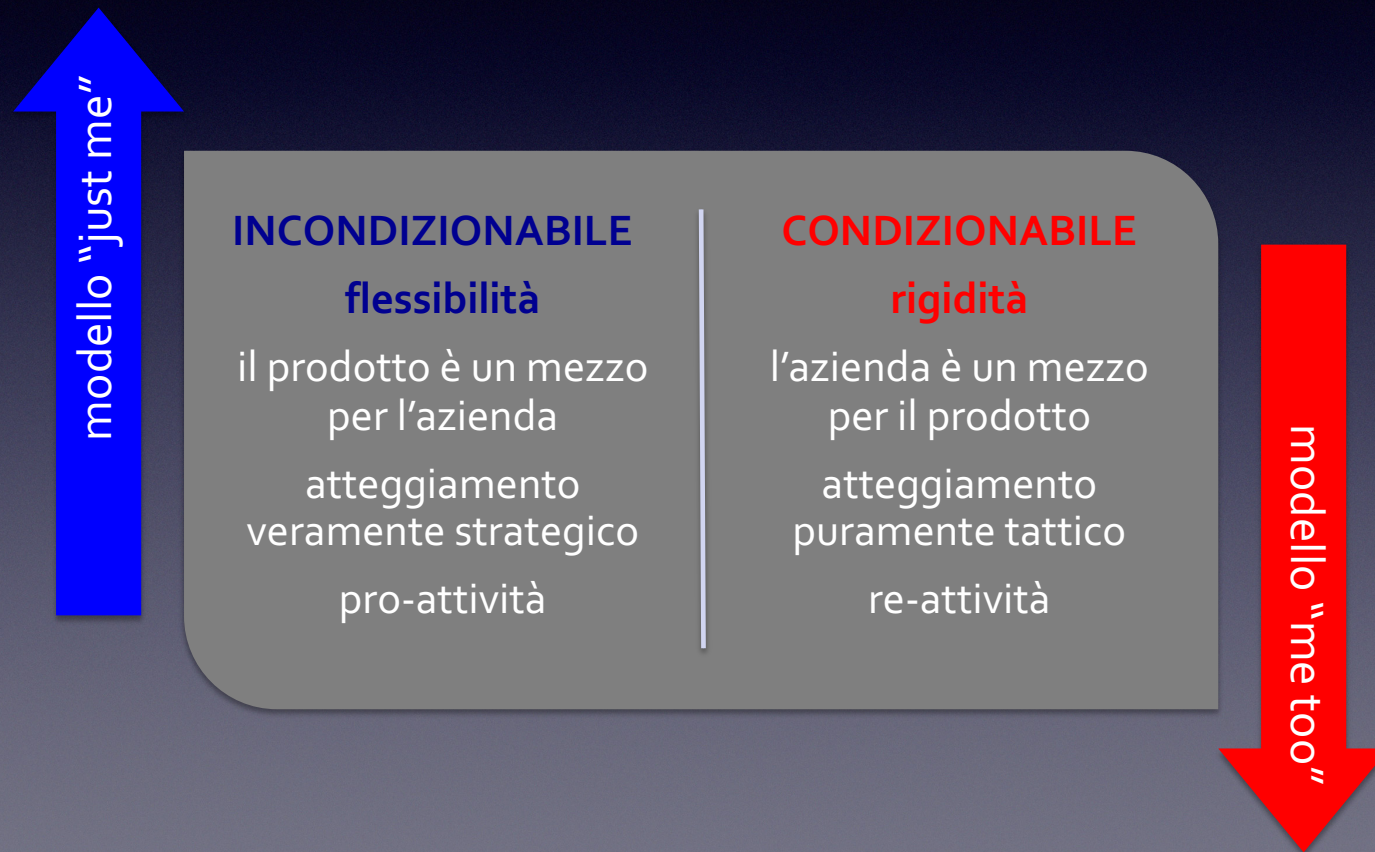 modello “just me”
INCONDIZIONABILE
flessibilità
il prodotto è un mezzo
per l’azienda
atteggiamento
veramente strategico
pro-attività
CONDIZIONABILE
rigidità
l’azienda è un mezzo
per il prodotto
atteggiamento
puramente tattico
re-attività
modello “me too”